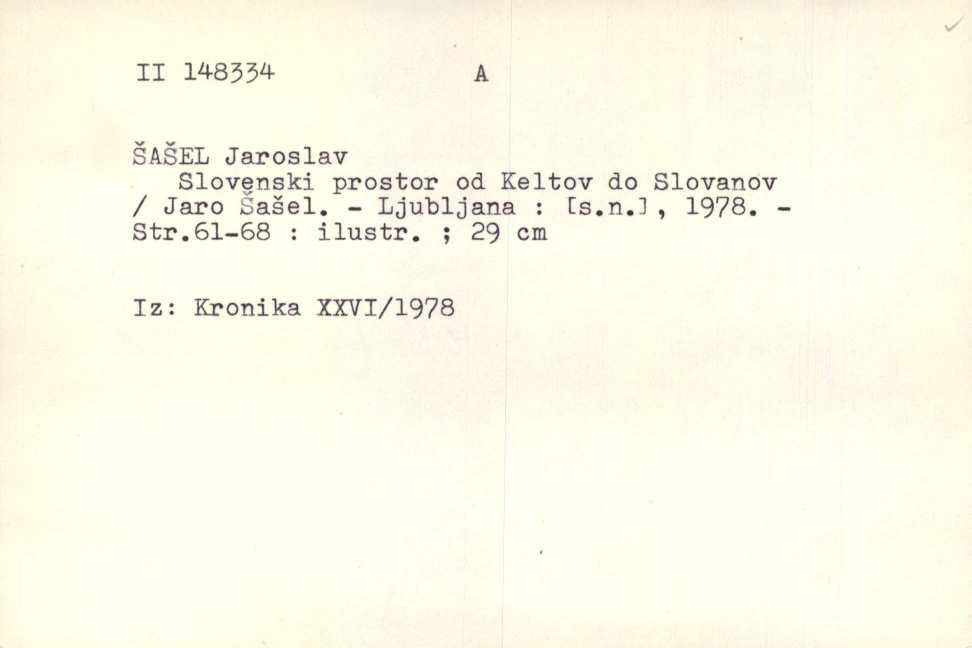 II 148334 A
ŠAŠEL Jaroslav
Slovenski prostor od Keltov do Slovanov
/ Jaro Šašel. - Ljubljana : [s.n.], 1978. -
Str.61-68 : ilustr. ; 29 cm
Iz: Kronika XXVI/1978